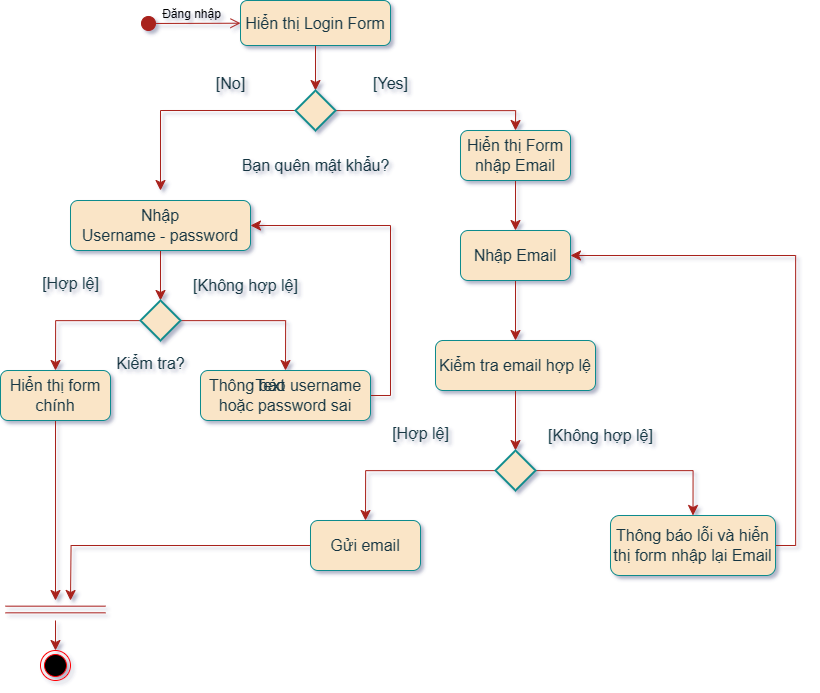 Đăng nhập
Hiển thị Login Form
[No]
[Yes]
Hiển thị Form
nhập Email
Bạn quên mật khẩu?
Nhập
Username - password
Nhập Email
[Hợp lệ]
[Không hợp lệ]
Kiểm tra?
Kiểm tra email hợp lệ
Hiển thị form
chính
Thông báo username
hoặc password sai
Text
[Hợp lệ]
[Không hợp lệ]
Gửi email
Thông báo lỗi và hiển
thị form nhập lại Email